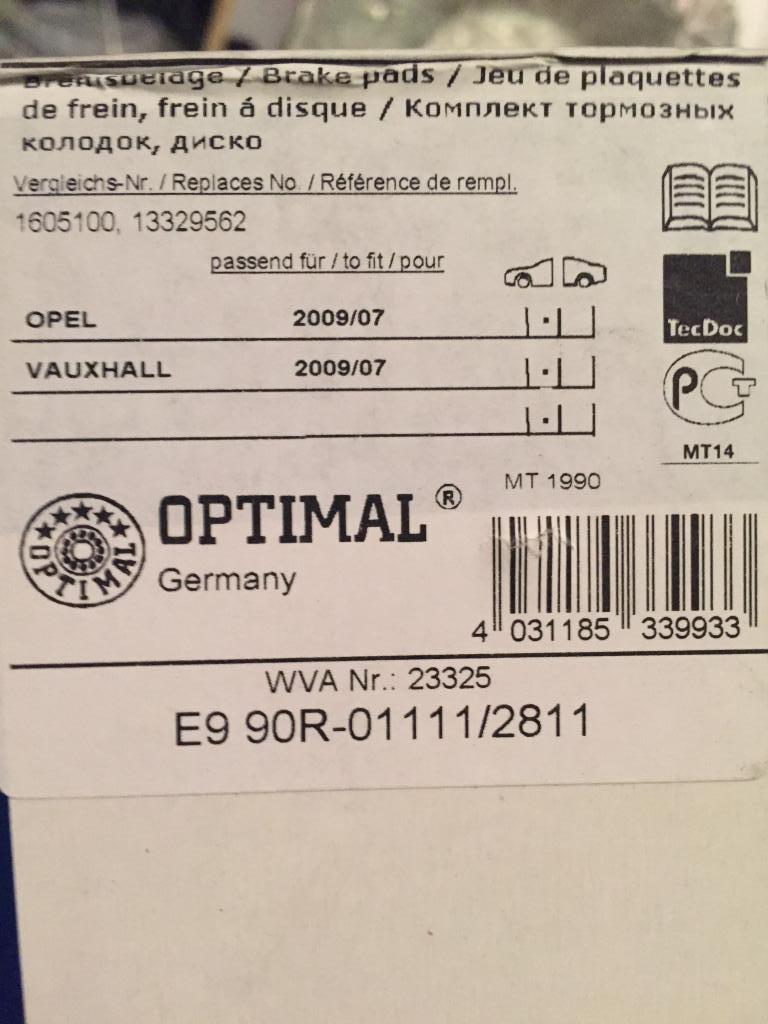 Bremsbeläge / Brake pads / Jeu de plaquettes
de frein, frein á disque / Комплект тормозных
колодок, диско
Vergleichs-Nr. / Replaces No. / Référence de rempl.
1605100, 13329562
passend für / to fit / pour
OPEL 2009/07
VAUXHALL 2009/07
TecDoc
РСТ
MT14
MT 1990
OPTIMAL
OPTIMAL®
Germany
4 031185 339933
WVA Nr.: 23325
E9 90R-01111/2811